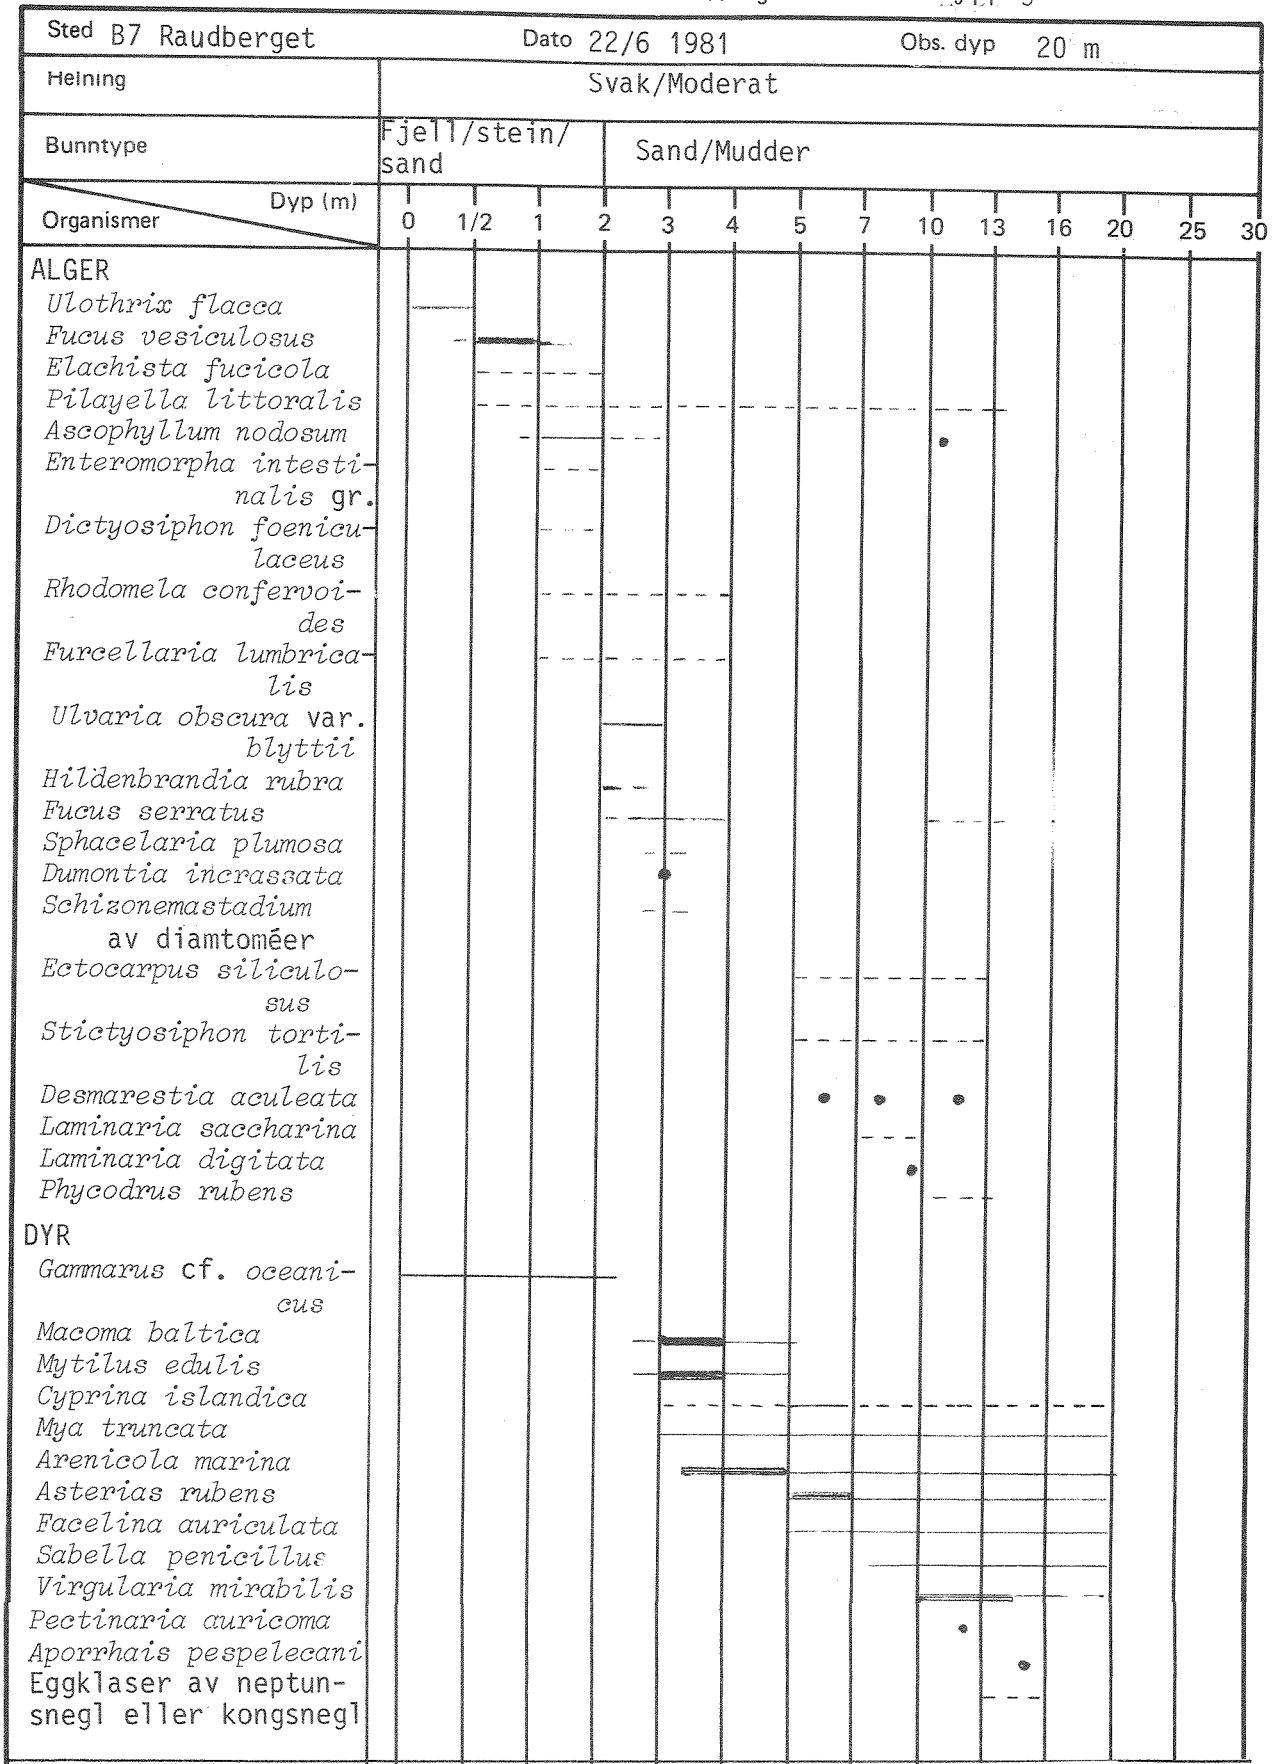 Sted B7 Raudberget Dato 22/6 1981 Obs. dyp 20 m
Helning Svak/Moderat
Bunntype Fjell/stein/
sand Sand/Mudder
Dyp (m)
Organismer 0 1/2 1 2 3 4 5 7 10 13 16 20 25 30
ALGER
Ulothrix flacca
Fucus vesiculosus
Elachista fucicola
Pilayella littoralis
Ascophyllum nodosum
Enteromorpha intesti-
nalis gr.
Dictyosiphon foenicu-
laceus
Rhodomela confervoi-
des
Furcellaria lumbrica-
lis
Ulvaria obscura var.
blyttii
Hildenbrandia rubra
Fucus serratus
Sphacelaria plumosa
Dumontia incrassata
Schizonemastadium
av diamtoméer
Ectocarpus siliculo-
sus
Stictyosiphon torti-
lis
Desmarestia aculeata
Laminaria saccharina
Laminaria digitata
Phycodrus rubens
DYR
Gammarus cf. oceani-
cus
Macoma baltica
Mytilus edulis
Cyprina islandica
Mya truncata
Arenicola marina
Asterias rubens
Facelina auriculata
Sabella penicillus
Virgularia mirabilis
Pectinaria auricoma
Aporrhais pespelecani
Eggklaser av neptun-
snegl eller kongsnegl